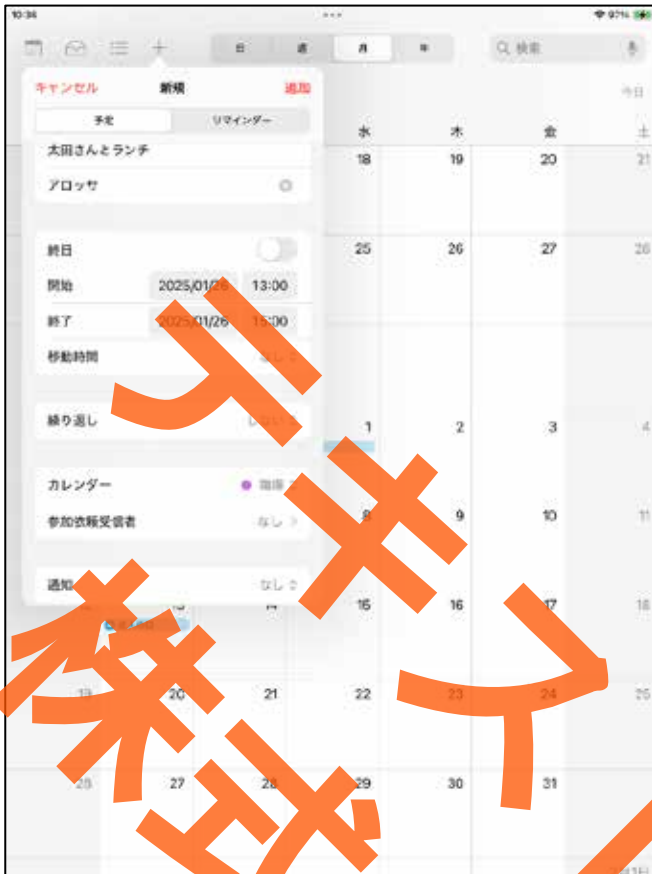 10:34
97%
日 週 月 年
検索
今日
キャンセル 新規 追加
予定 リマインダー
水 木 金 土
太田さんとランチ
アロッサ
18 19 20 21
終日
25 26 27 28
開始 2025/01/26 13:00
終了 2025/01/26 15:00
移動時間 なし
繰り返し しない
1 2 3 4
カレンダー
参加依頼受信者 なし
8 9 10 11
通知 なし
16 16 17 18
19 20 21 22 23 24 25
26 27 28 29 30 31
テキスト
株式